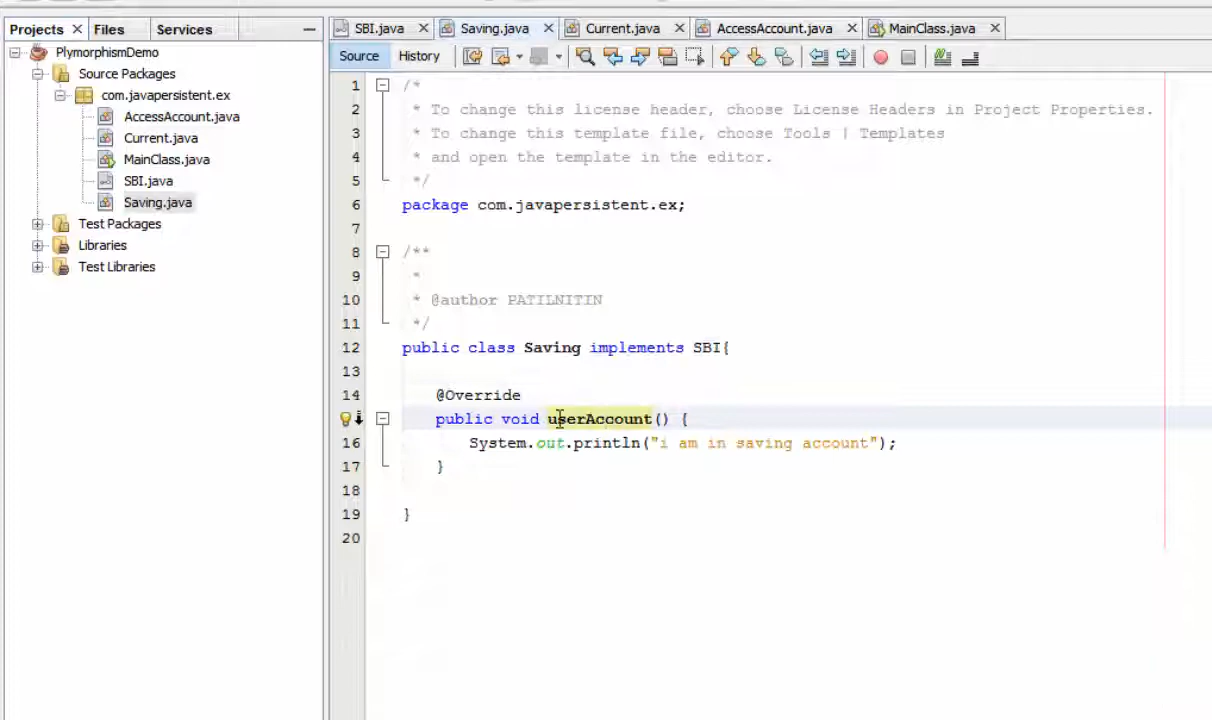 Projects Files Services
PlymorphismDemo
Source Packages
com.javapersistent.ex
AccessAccount.java
Current.java
MainClass.java
SBI.java
Saving.java
Test Packages
Libraries
Test Libraries
SBI.java Saving.java Current.java AccessAccount.java MainClass.java
Source History
1 /*
2 * To change this license header, choose License Headers in Project Properties.
3 * To change this template file, choose Tools | Templates
4 * and open the template in the editor.
5 */
6 package com.javapersistent.ex;
7
8 /**
9 *
10 * @author PATILNITIN
11 */
12 public class Saving implements SBI{
13
14 @Override
public void userAccount() {
16 System.out.println("i am in saving account");
17 }
18
19 }
20